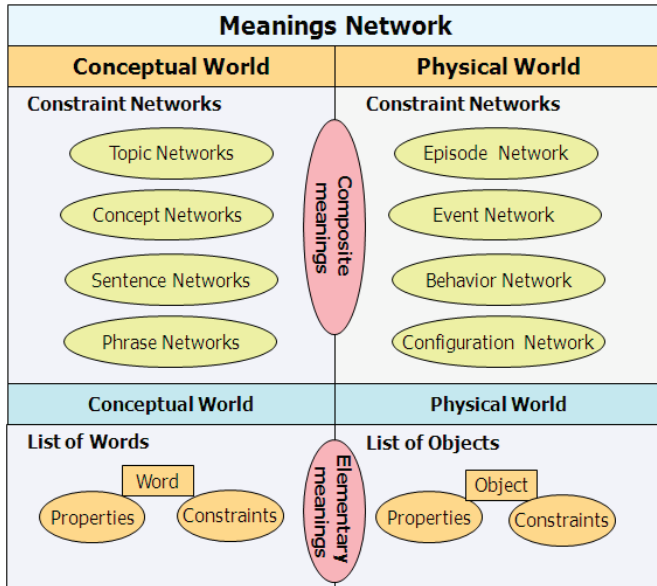 Meanings Network
Conceptual World
Physical World
Constraint Networks
Constraint Networks
Topic Networks
Episode Network
Concept Networks
Event Network
Sentence Networks
Behavior Network
Phrase Networks
Configuration Network
Composite
meanings
Conceptual World
Physical World
List of Words
List of Objects
Word
Properties
Constraints
Object
Properties
Constraints
Elementary
meanings